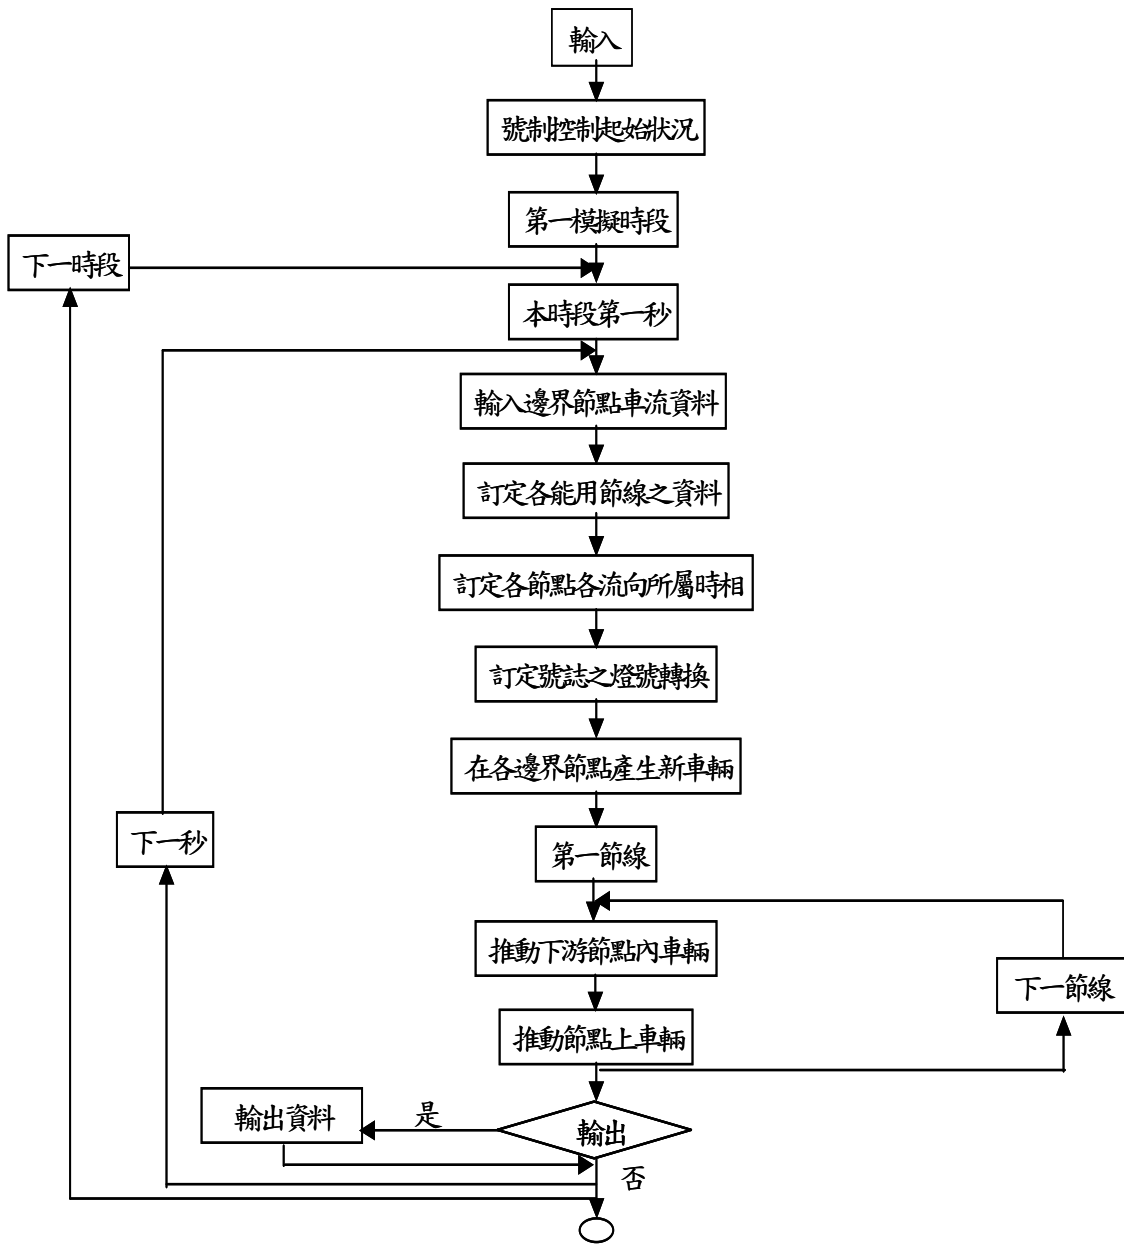 輸入
號制控制起始狀況
第一模擬時段
下一時段
本時段第一秒
輸入邊界節點車流資料
訂定各能用節線之資料
訂定各節點各流向所屬時相
訂定號誌之燈號轉換
在各邊界節點產生新車輛
下一秒
第一節線
推動下游節點內車輛
下一節線
推動節點上車輛
輸出資料
是
輸出
否